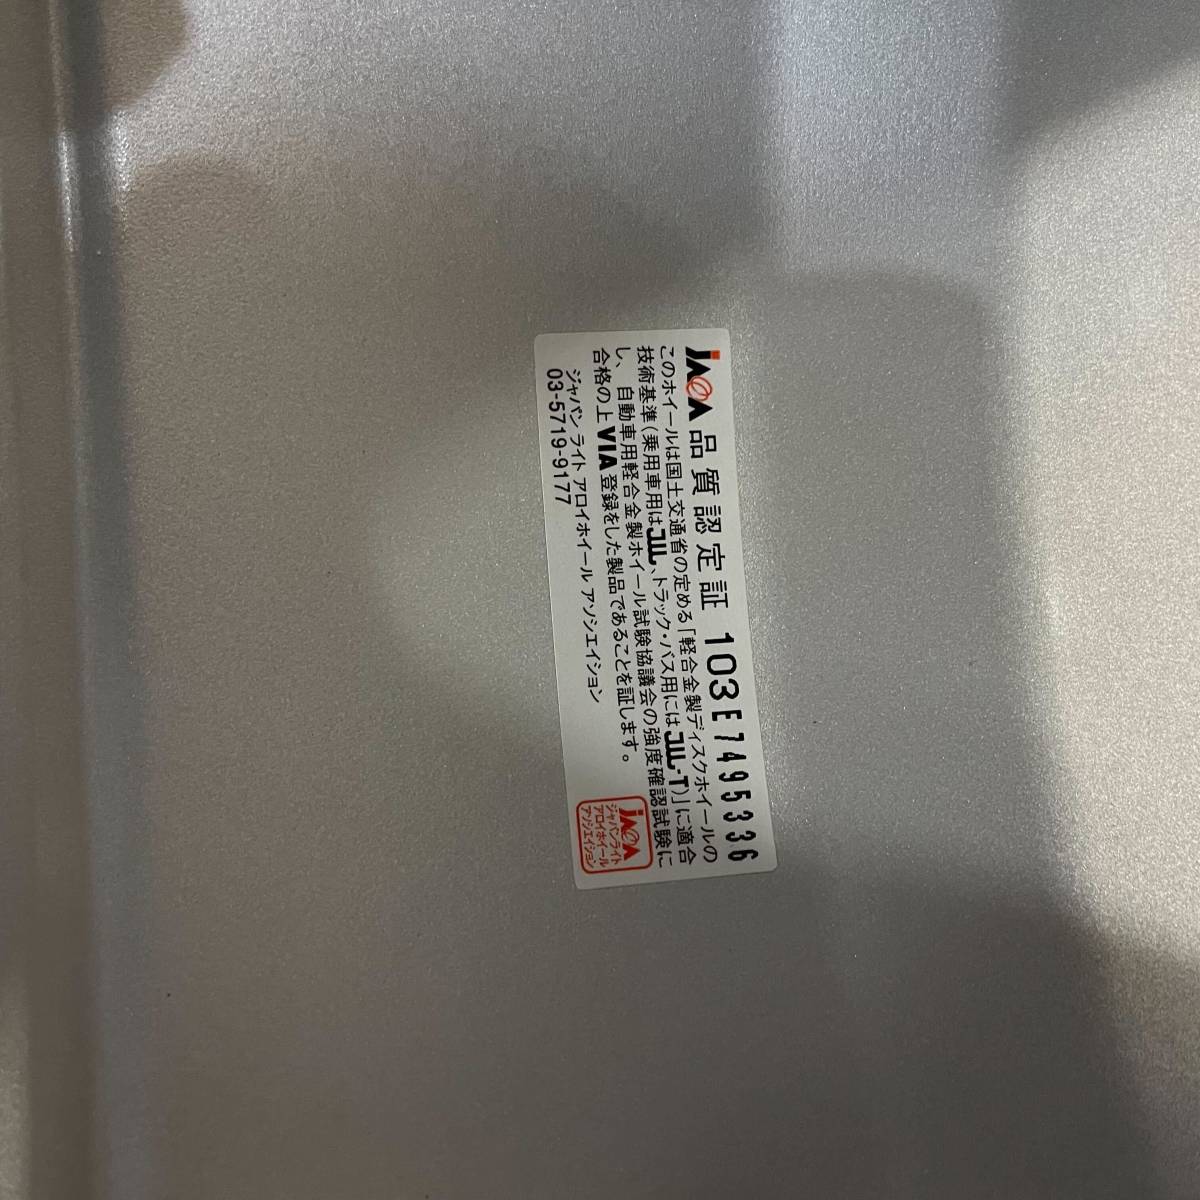 JAWA 品質認定証 103E7495336
このホイールは国土交通省の定める「軽合金製ディスクホイールの
技術基準(乗用車用はJWL、トラック・バス用にはJWL-T)」に適合
し、自動車用軽合金製ホイール試験協議会の強度確認試験に
合格の上VIA登録をした製品であることを証します。
ジャパン ライト アロイホイール アソシエイション
03-5719-9177
JAWA
ジャパンライト
アロイホイール
アソシエイション